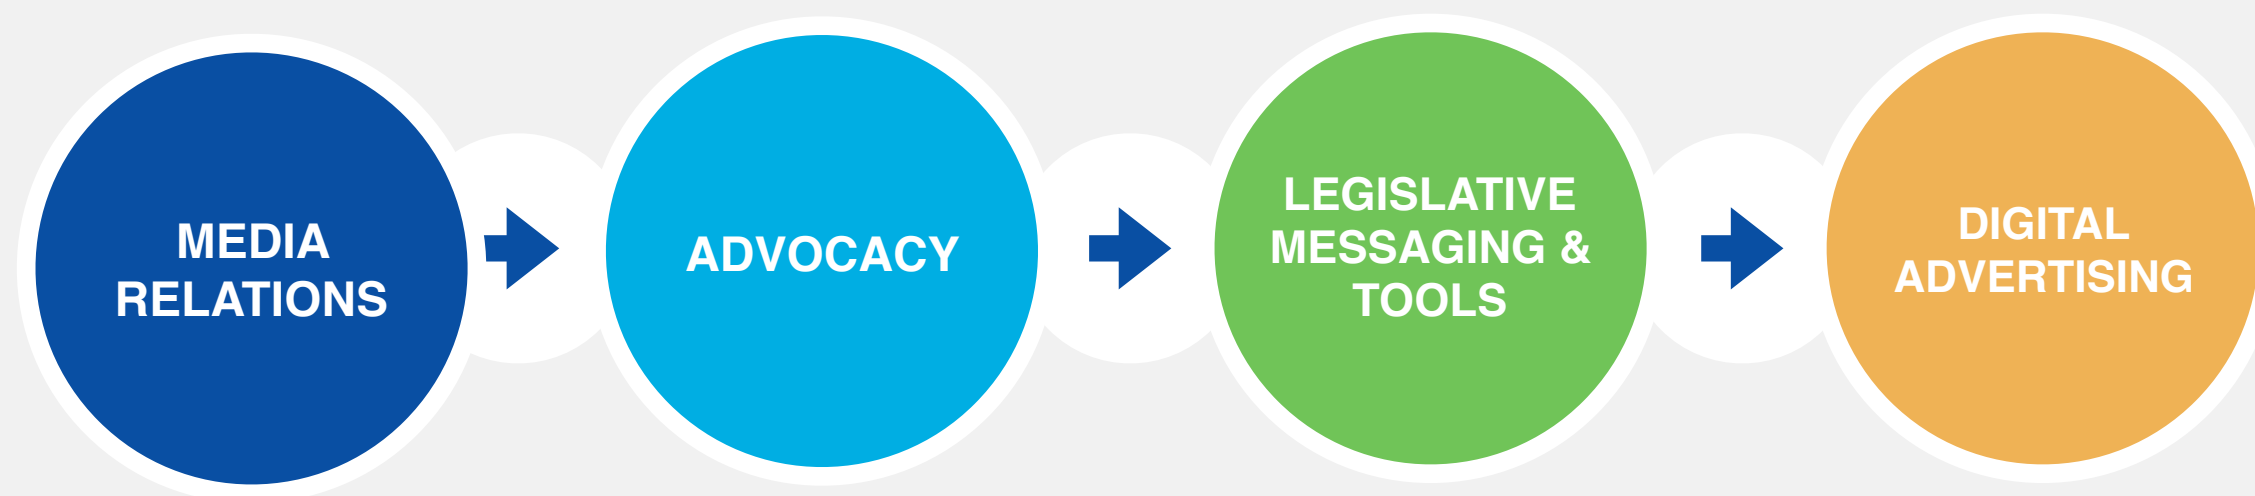 MEDIA
RELATIONS
ADVOCACY
LEGISLATIVE
MESSAGING &
TOOLS
DIGITAL
ADVERTISING